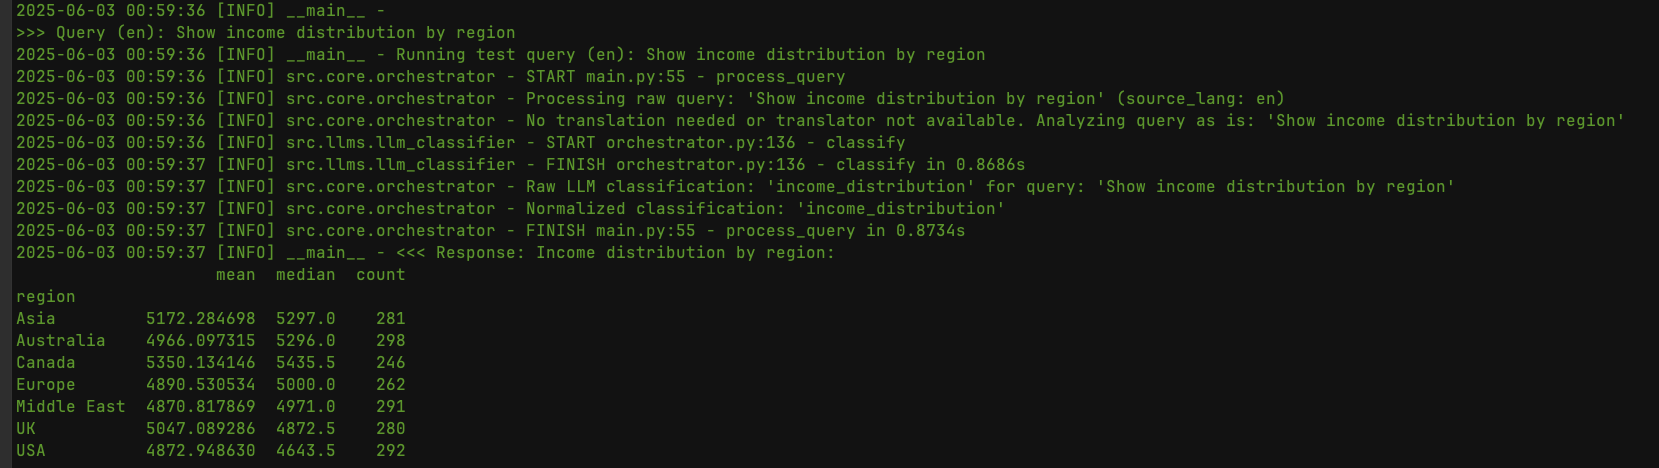 2025-06-03 00:59:36 [INFO] __main__ -
>>> Query (en): Show income distribution by region
2025-06-03 00:59:36 [INFO] __main__ - Running test query (en): Show income distribution by region
2025-06-03 00:59:36 [INFO] src.core.orchestrator - START main.py:55 - process_query
2025-06-03 00:59:36 [INFO] src.core.orchestrator - Processing raw query: 'Show income distribution by region' (source_lang: en)
2025-06-03 00:59:36 [INFO] src.core.orchestrator - No translation needed or translator not available. Analyzing query as is: 'Show income distribution by region'
2025-06-03 00:59:36 [INFO] src.llms.llm_classifier - START orchestrator.py:136 - classify
2025-06-03 00:59:37 [INFO] src.llms.llm_classifier - FINISH orchestrator.py:136 - classify in 0.8686s
2025-06-03 00:59:37 [INFO] src.core.orchestrator - Raw LLM classification: 'income_distribution' for query: 'Show income distribution by region'
2025-06-03 00:59:37 [INFO] src.core.orchestrator - Normalized classification: 'income_distribution'
2025-06-03 00:59:37 [INFO] src.core.orchestrator - FINISH main.py:55 - process_query in 0.8734s
2025-06-03 00:59:37 [INFO] __main__ - <<< Response: Income distribution by region:
                    mean  median  count
region
Asia         5172.284698  5297.0    281
Australia    4966.097315  5296.0    298
Canada       5350.134146  5435.5    246
Europe       4890.530534  5000.0    262
Middle East  4870.817869  4971.0    291
UK           5047.089286  4872.5    280
USA          4872.948630  4643.5    292